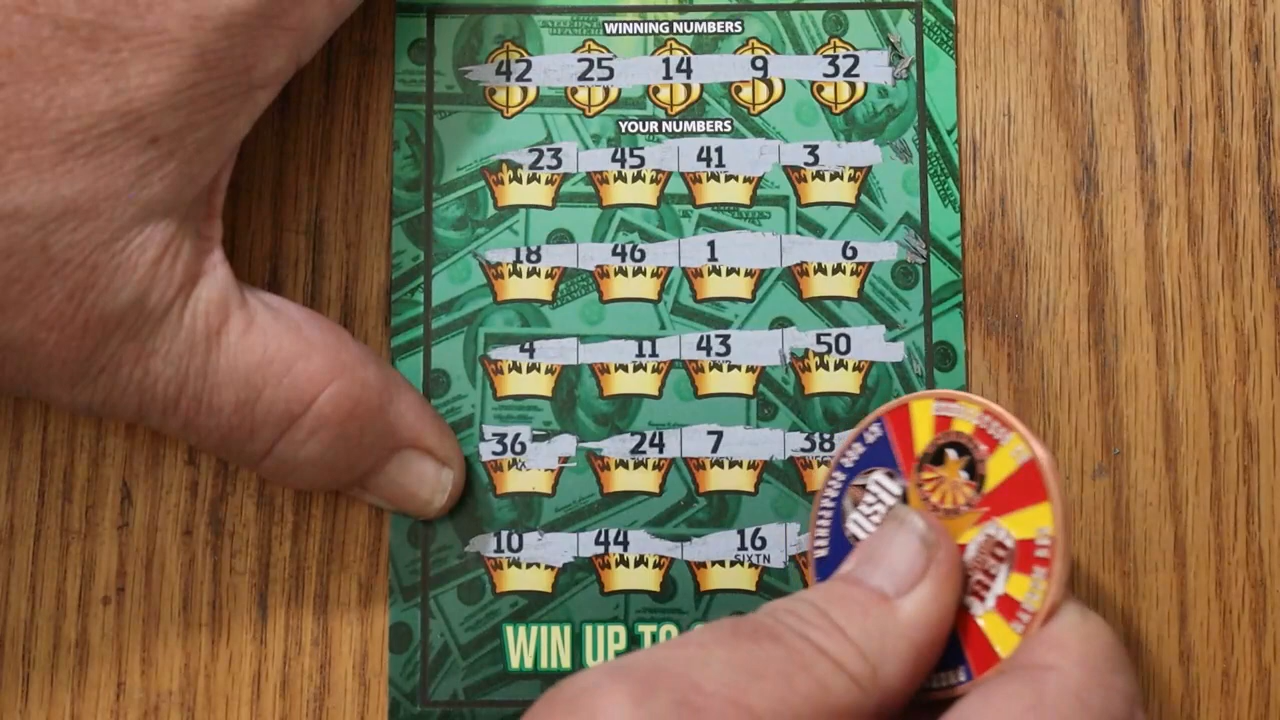 WINNING NUMBERS
42 25 14 9 32
YOUR NUMBERS
23 45 41 3
18 46 1 6
4 11 43 50
36 24 7 38
10 44 16
SIXTN
WIN UP TO